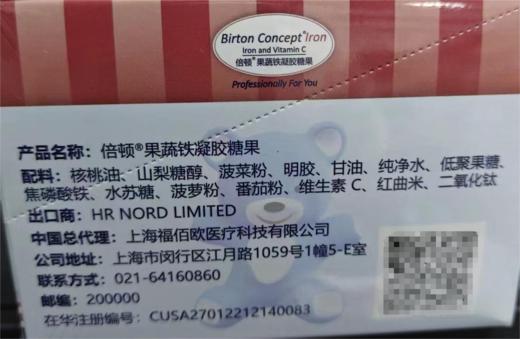 Birton Concept®Iron
Iron and Vitamin C
倍顿®果蔬铁凝胶糖果
Professionally For You
产品名称：倍顿®果蔬铁凝胶糖果
配料：核桃油、山梨糖醇、菠菜粉、明胶、甘油、纯净水、低聚果糖、
焦磷酸铁、水苏糖、菠萝粉、番茄粉、维生素 C、红曲米、二氧化钛
出口商：HR NORD LIMITED
中国总代理：上海福佰欧医疗科技有限公司
公司地址：上海市闵行区江月路1059号1幢5-E室
联系方式：021-64160860
邮编：200000
在华注册编号：CUSA27012212140083